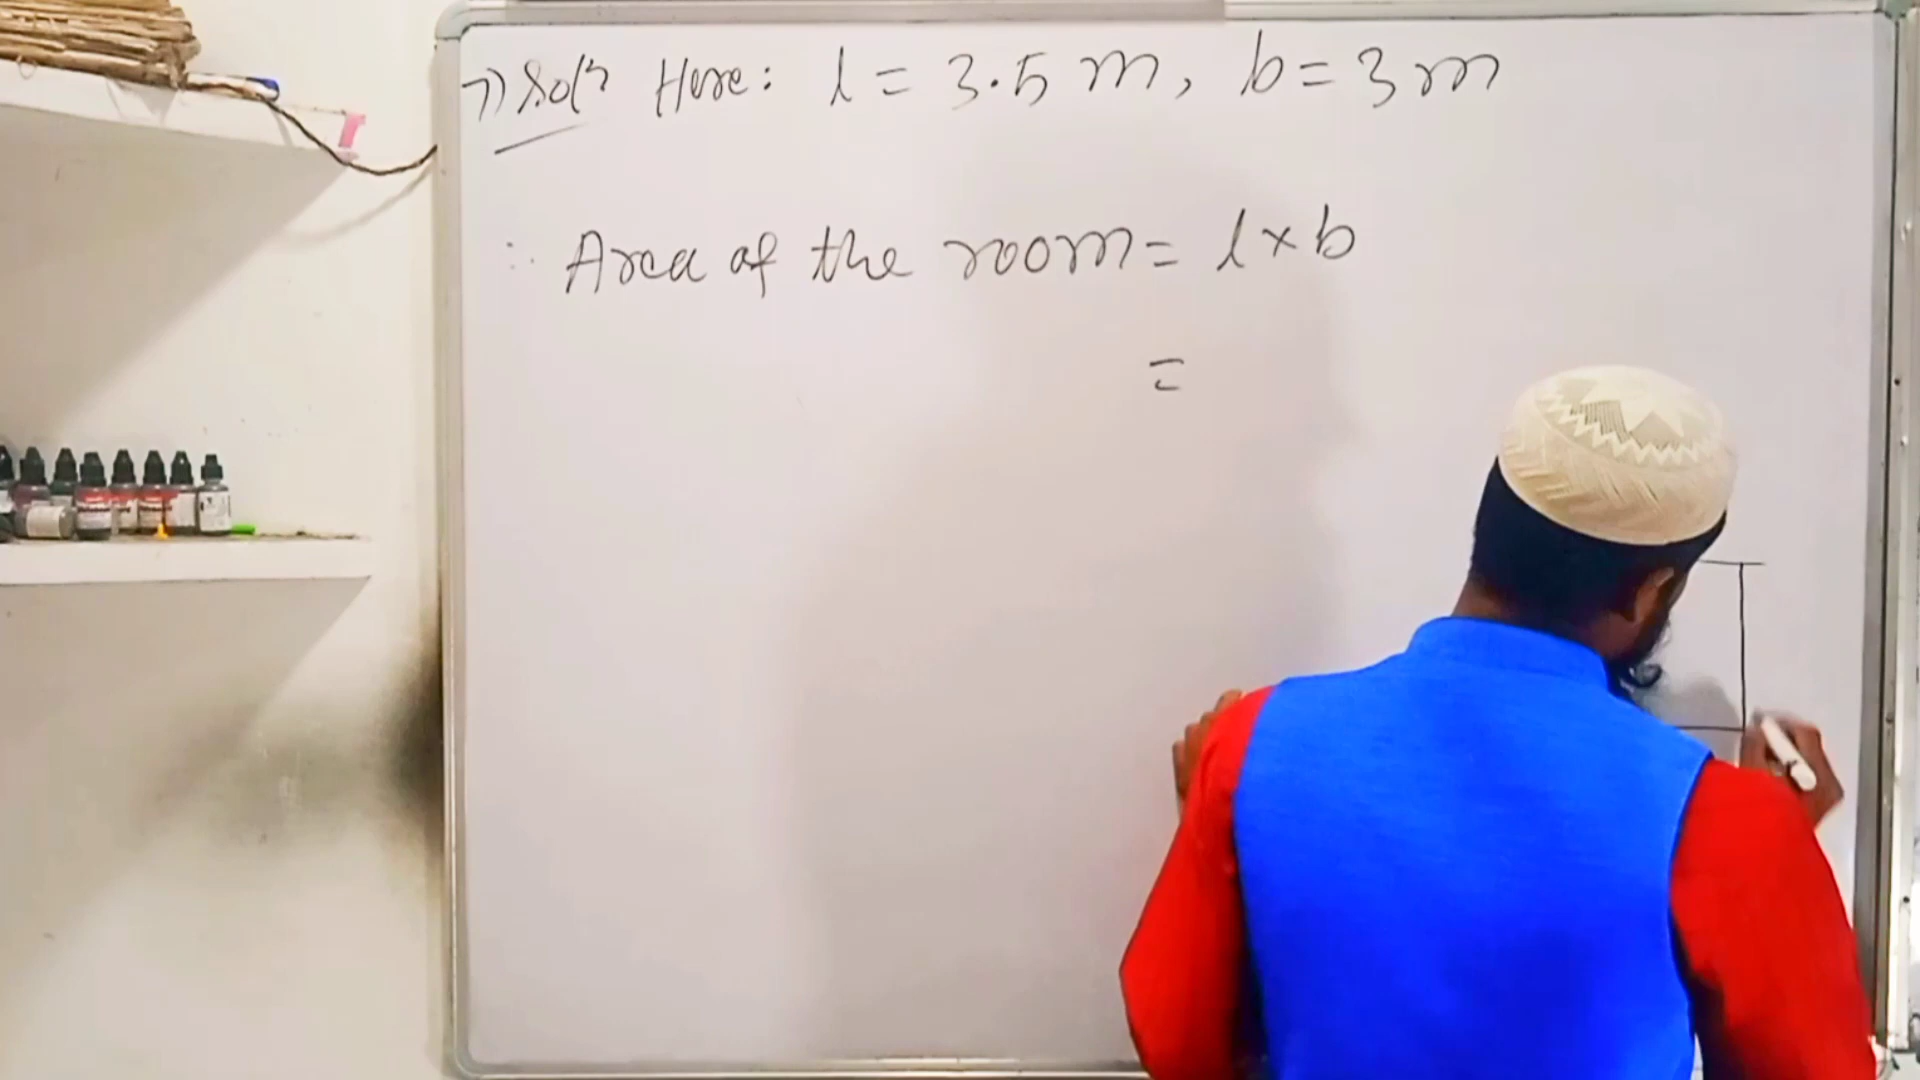 7) Sol^n Here: l = 3.5 m, b = 3 m
∴ Area of the room = l × b
=